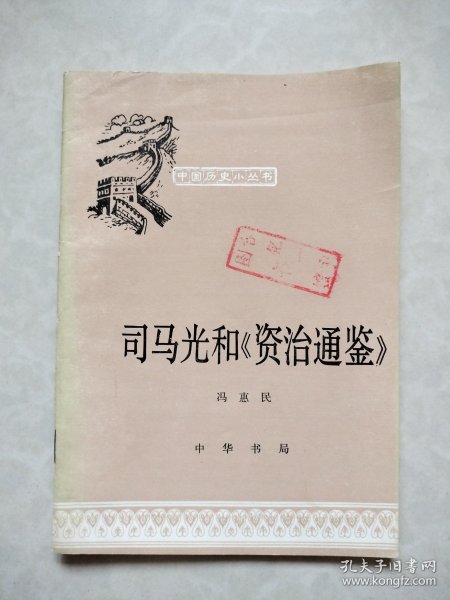 中国历史小丛书
司马光和《资治通鉴》
冯惠民
中华书局
孔夫子旧书网
www.kongfz.com